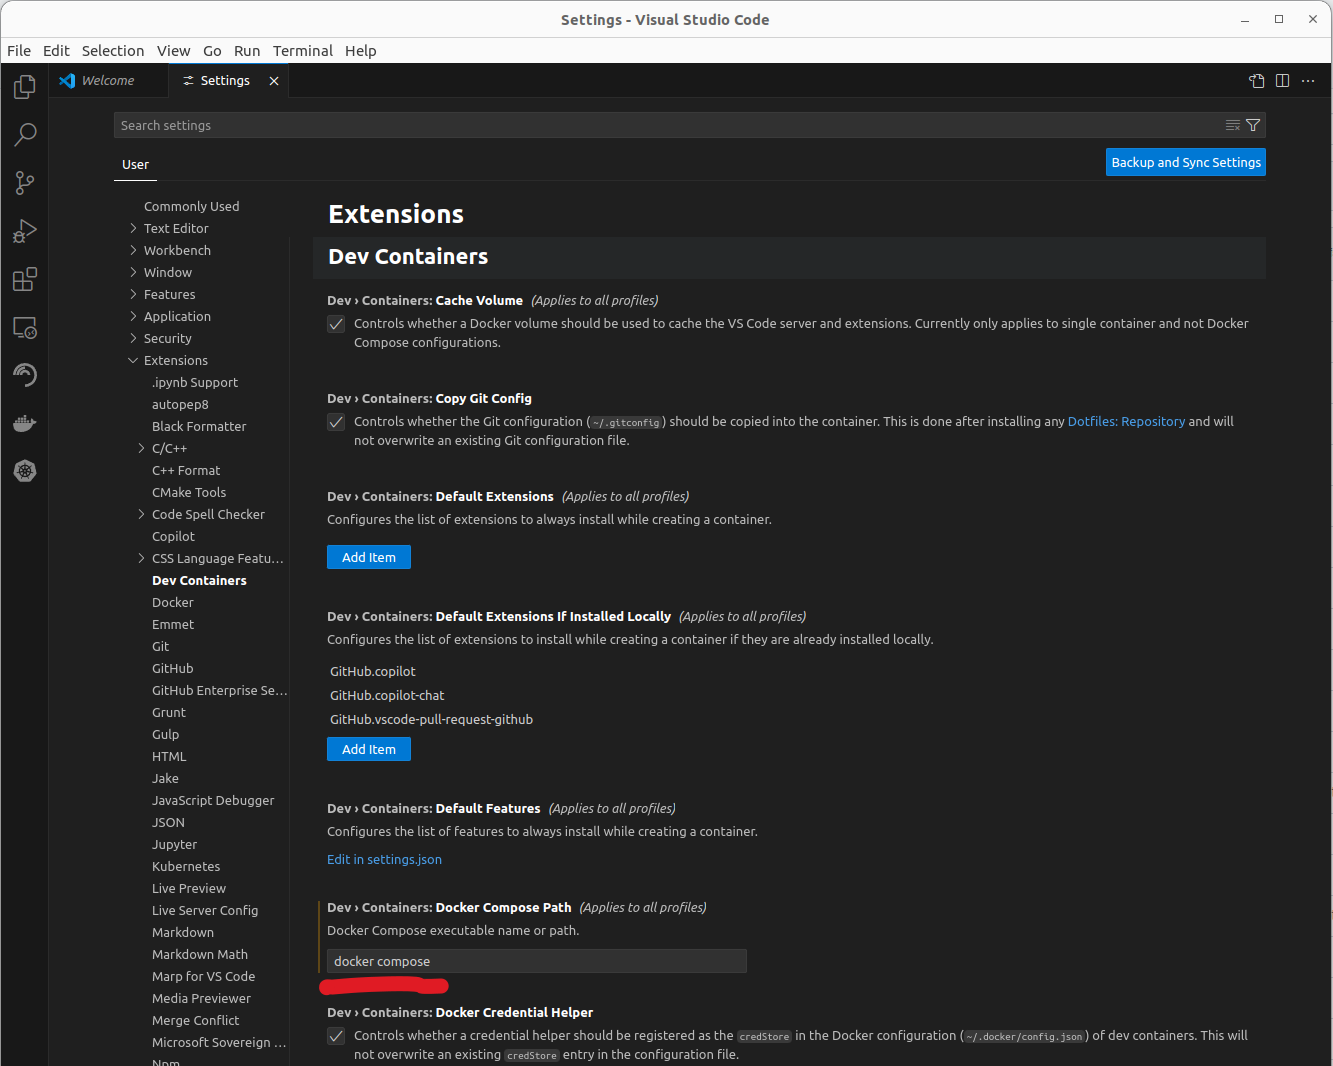 Settings - Visual Studio Code
File Edit Selection View Go Run Terminal Help
Welcome
Settings
Search settings
User
Backup and Sync Settings
Commonly Used
Text Editor
Workbench
Window
Features
Application
Security
Extensions
.ipynb Support
autopep8
Black Formatter
C/C++
C++ Format
CMake Tools
Code Spell Checker
Copilot
CSS Language Featu...
Dev Containers
Docker
Emmet
Git
GitHub
GitHub Enterprise Se...
Grunt
Gulp
HTML
Jake
JavaScript Debugger
JSON
Jupyter
Kubernetes
Live Preview
Live Server Config
Markdown
Markdown Math
Marp for VS Code
Media Previewer
Merge Conflict
Microsoft Sovereign ...
Npm
Extensions
Dev Containers
Dev › Containers: Cache Volume (Applies to all profiles)
Controls whether a Docker volume should be used to cache the VS Code server and extensions. Currently only applies to single container and not Docker
Compose configurations.
Dev › Containers: Copy Git Config
Controls whether the Git configuration (~/.gitconfig) should be copied into the container. This is done after installing any Dotfiles: Repository and will
not overwrite an existing Git configuration file.
Dev › Containers: Default Extensions (Applies to all profiles)
Configures the list of extensions to always install while creating a container.
Add Item
Dev › Containers: Default Extensions If Installed Locally (Applies to all profiles)
Configures the list of extensions to install while creating a container if they are already installed locally.
GitHub.copilot
GitHub.copilot-chat
GitHub.vscode-pull-request-github
Add Item
Dev › Containers: Default Features (Applies to all profiles)
Configures the list of features to always install while creating a container.
Edit in settings.json
Dev › Containers: Docker Compose Path (Applies to all profiles)
Docker Compose executable name or path.
docker compose
Dev › Containers: Docker Credential Helper
Controls whether a credential helper should be registered as the credStore in the Docker configuration (~/.docker/config.json) of dev containers. This will
not overwrite an existing credStore entry in the configuration file.